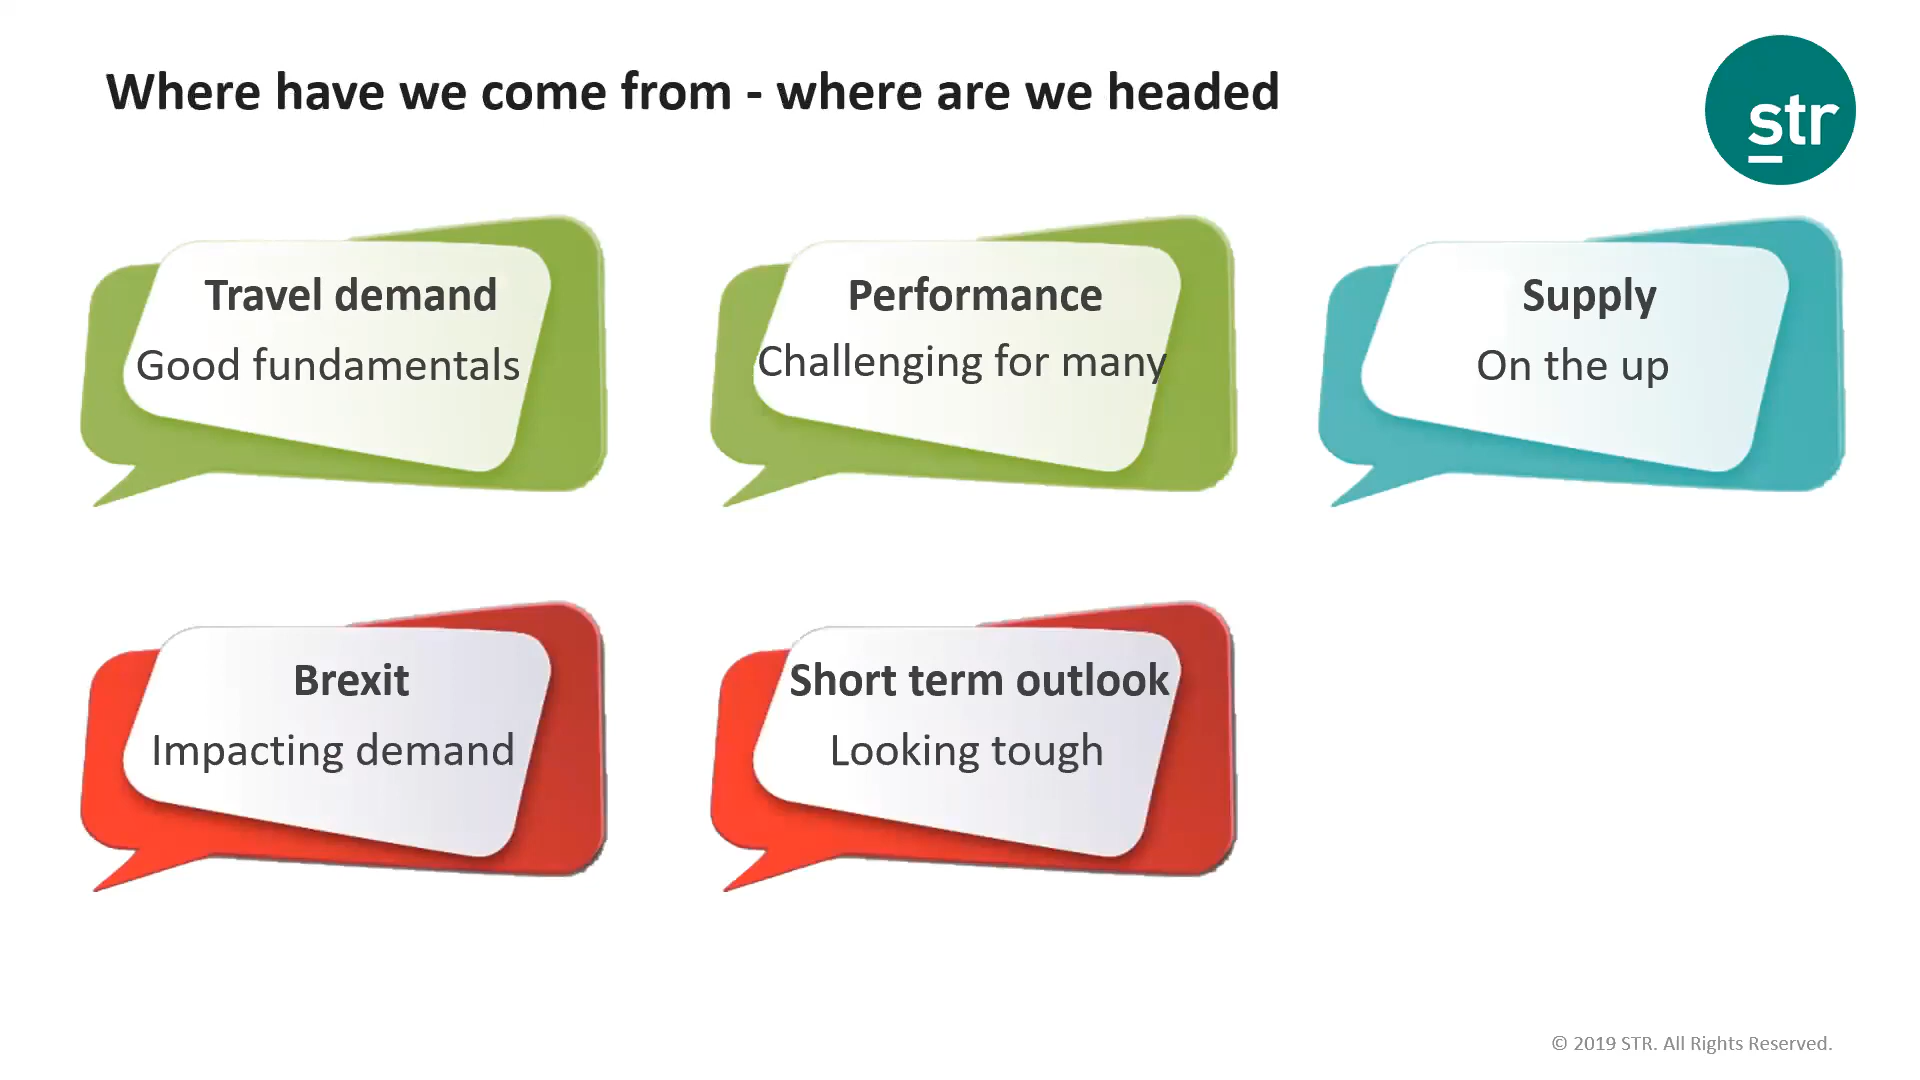 Where have we come from - where are we headed
str
Travel demand
Good fundamentals
Performance
Challenging for many
Supply
On the up
Brexit
Impacting demand
Short term outlook
Looking tough
© 2019 STR. All Rights Reserved.